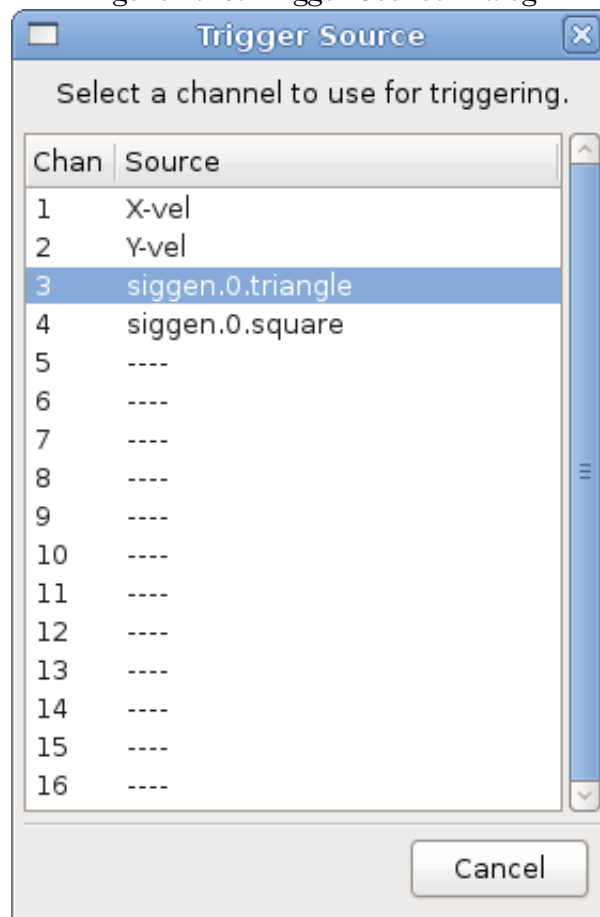 Trigger Source
Select a channel to use for triggering.
Chan Source
1 X-vel
2 Y-vel
3 siggen.0.triangle
4 siggen.0.square
5 ----
6 ----
7 ----
8 ----
9 ----
10 ----
11 ----
12 ----
13 ----
14 ----
15 ----
16 ----
Cancel